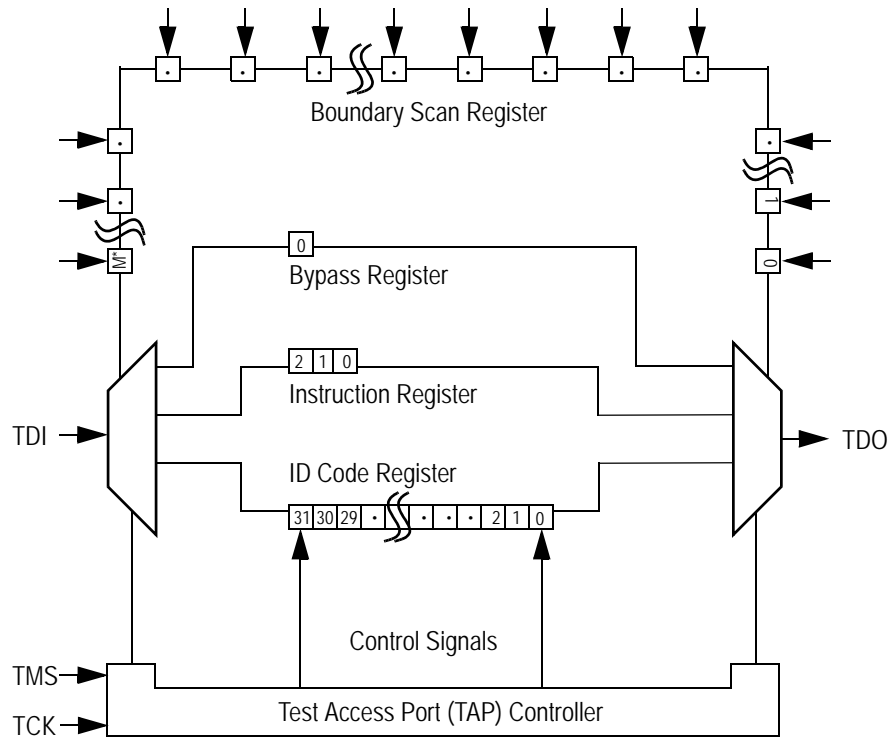 . . . . . . . .
Boundary Scan Register
. .
. 1
M* 0
0
Bypass Register
2 1 0
Instruction Register
TDI TDO
ID Code Register
31 30 29 . . . . 2 1 0
Control Signals
TMS
Test Access Port (TAP) Controller
TCK